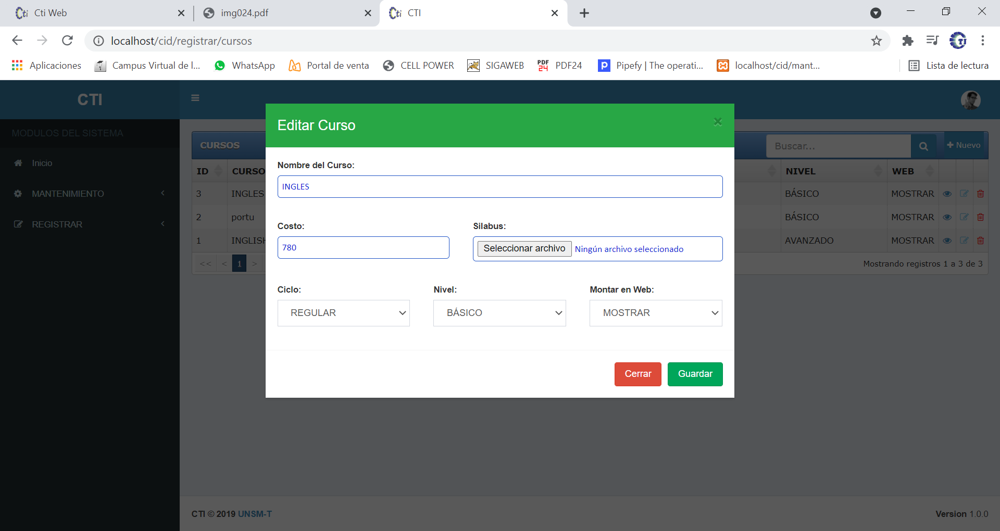 Cti Web
img024.pdf
CTI
localhost/cid/registrar/cursos
Aplicaciones
Campus Virtual de l...
WhatsApp
Portal de venta
CELL POWER
SIGAWEB
PDF24
Pipefy | The operati...
localhost/cid/mant...
Lista de lectura
CTI
MODULOS DEL SISTEMA
Inicio
MANTENIMIENTO
REGISTRAR
CURSOS
Buscar...
Nuevo
ID CURSO NIVEL WEB
3 INGLES BÁSICO MOSTRAR
2 portu BÁSICO MOSTRAR
1 INGLISH AVANZADO MOSTRAR
<< < 1 >
Mostrando registros 1 a 3 de 3
Editar Curso
Nombre del Curso:
INGLES
Costo:
780
Silabus:
Seleccionar archivo Ningún archivo seleccionado
Ciclo: Nivel: Montar en Web:
REGULAR BÁSICO MOSTRAR
Cerrar Guardar
CTI © 2019 UNSM-T
Version 1.0.0